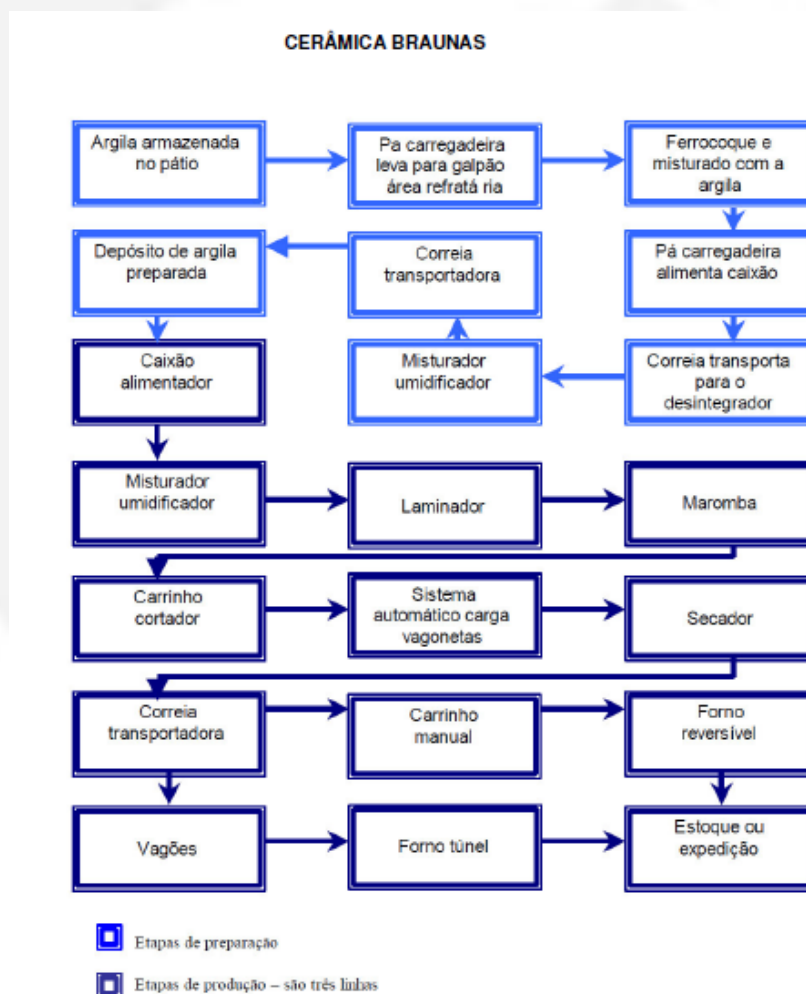 CERÂMICA BRAUNAS
Argila armazenada
no pátio
Pa carregadeira
leva para galpão
área refratá ria
Ferrocoque e
misturado com a
argila
Depósito de argila
preparada
Correia
transportadora
Pá carregadeira
alimenta caixão
Caixão
alimentador
Misturador
umidificador
Correia transporta
para o
desintegrador
Misturador
umidificador
Laminador
Maromba
Carrinho
cortador
Sistema
automático carga
vagonetas
Secador
Correia
transportadora
Carrinho
manual
Forno
reversível
Vagões
Forno túnel
Estoque ou
expedição
Etapas de preparação
Etapas de produção – são três linhas